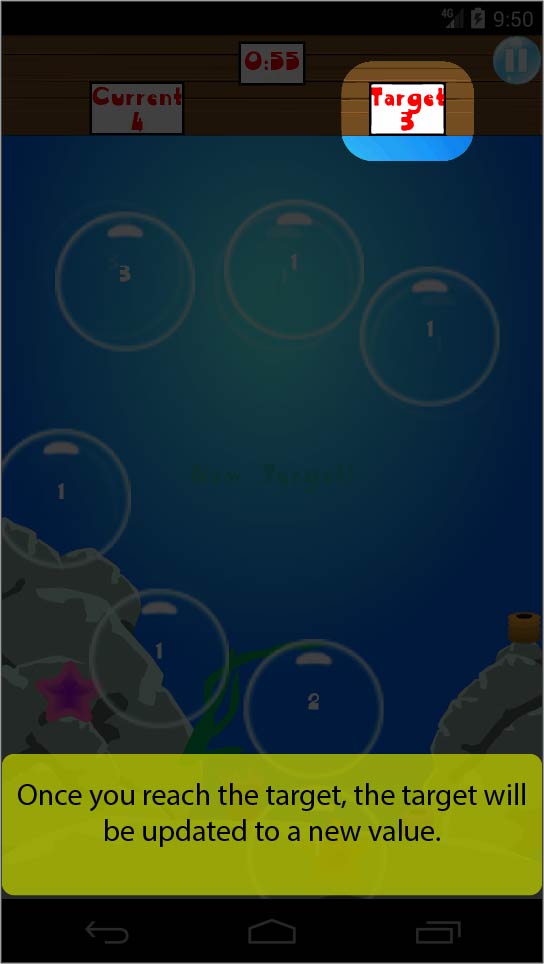 4G 9:50
0:55
Current
4
Target
3
3
1
1
1
New Target!
1
2
Once you reach the target, the target will
be updated to a new value.